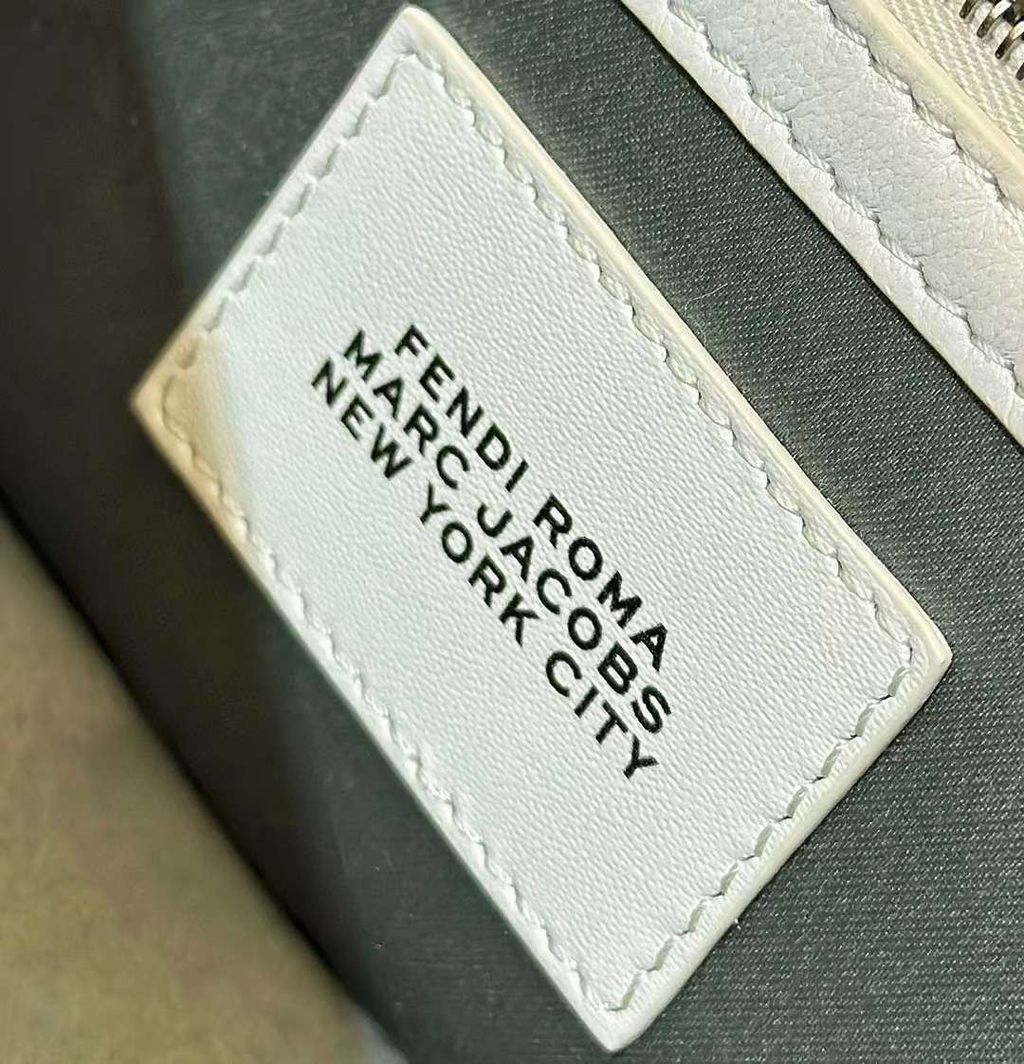 FENDI ROMA
MARC JACOBS
NEW YORK CITY